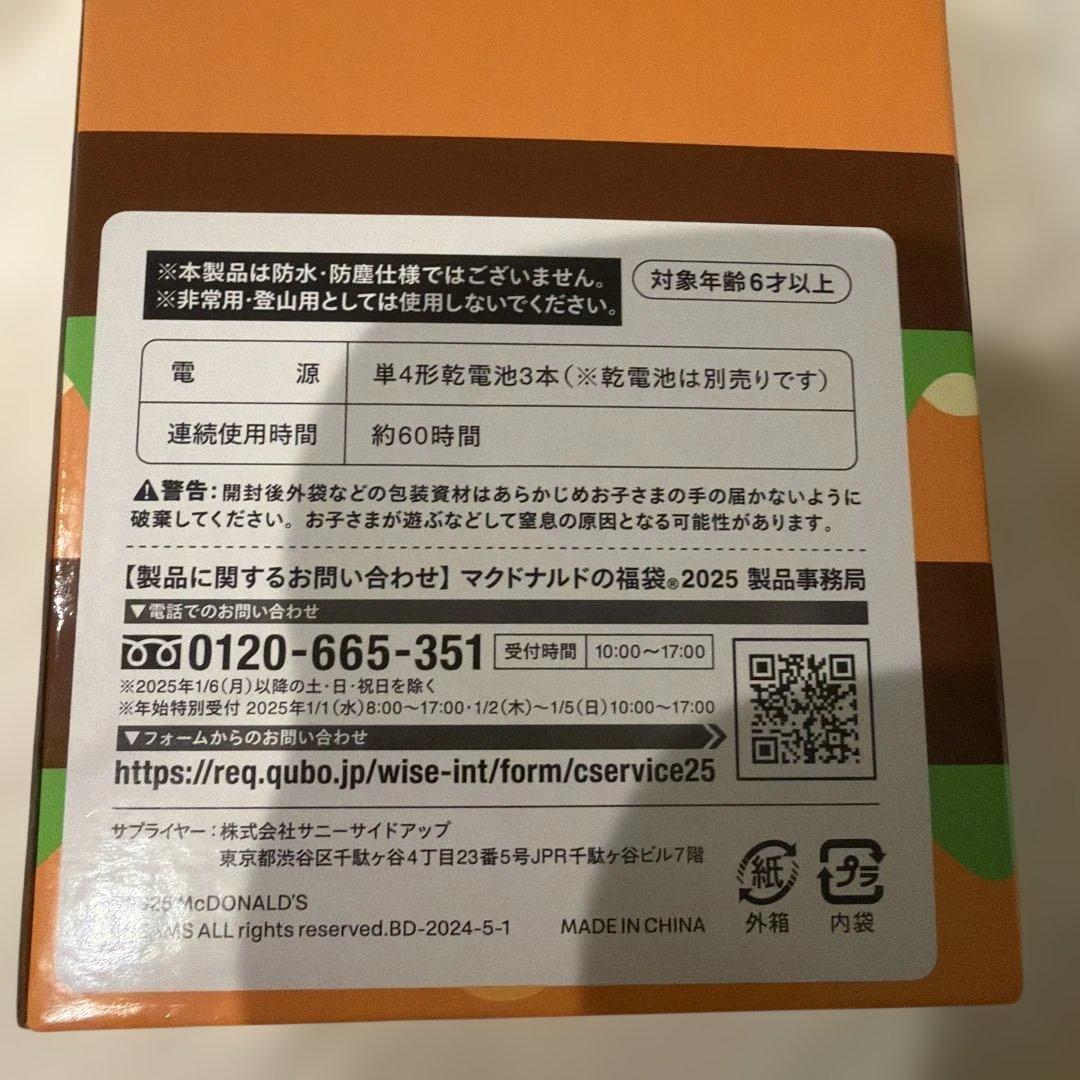 ※本製品は防水・防塵仕様ではございません。
※非常用・登山用としては使用しないでください。
対象年齢6才以上
電源 単4形乾電池3本(※乾電池は別売りです)
連続使用時間 約60時間
⚠警告：開封後外袋などの包装資材はあらかじめお子さまの手の届かないように
破棄してください。お子さまが遊ぶなどして窒息の原因となる可能性があります。
【製品に関するお問い合わせ】マクドナルドの福袋®2025 製品事務局
▼電話でのお問い合わせ
0120-665-351 受付時間 10:00〜17:00
※2025年1/6(月)以降の土・日・祝日を除く
※年始特別受付 2025年1/1(水)8:00〜17:00・1/2(木)〜1/5(日)10:00〜17:00
▼フォームからのお問い合わせ
https://req.qubo.jp/wise-int/form/cservice25
サプライヤー：株式会社サニーサイドアップ
東京都渋谷区千駄ヶ谷4丁目23番5号JPR千駄ヶ谷ビル7階
McDONALD'S
ALL rights reserved.BD-2024-5-1 MADE IN CHINA
紙 外箱
プラ 内袋